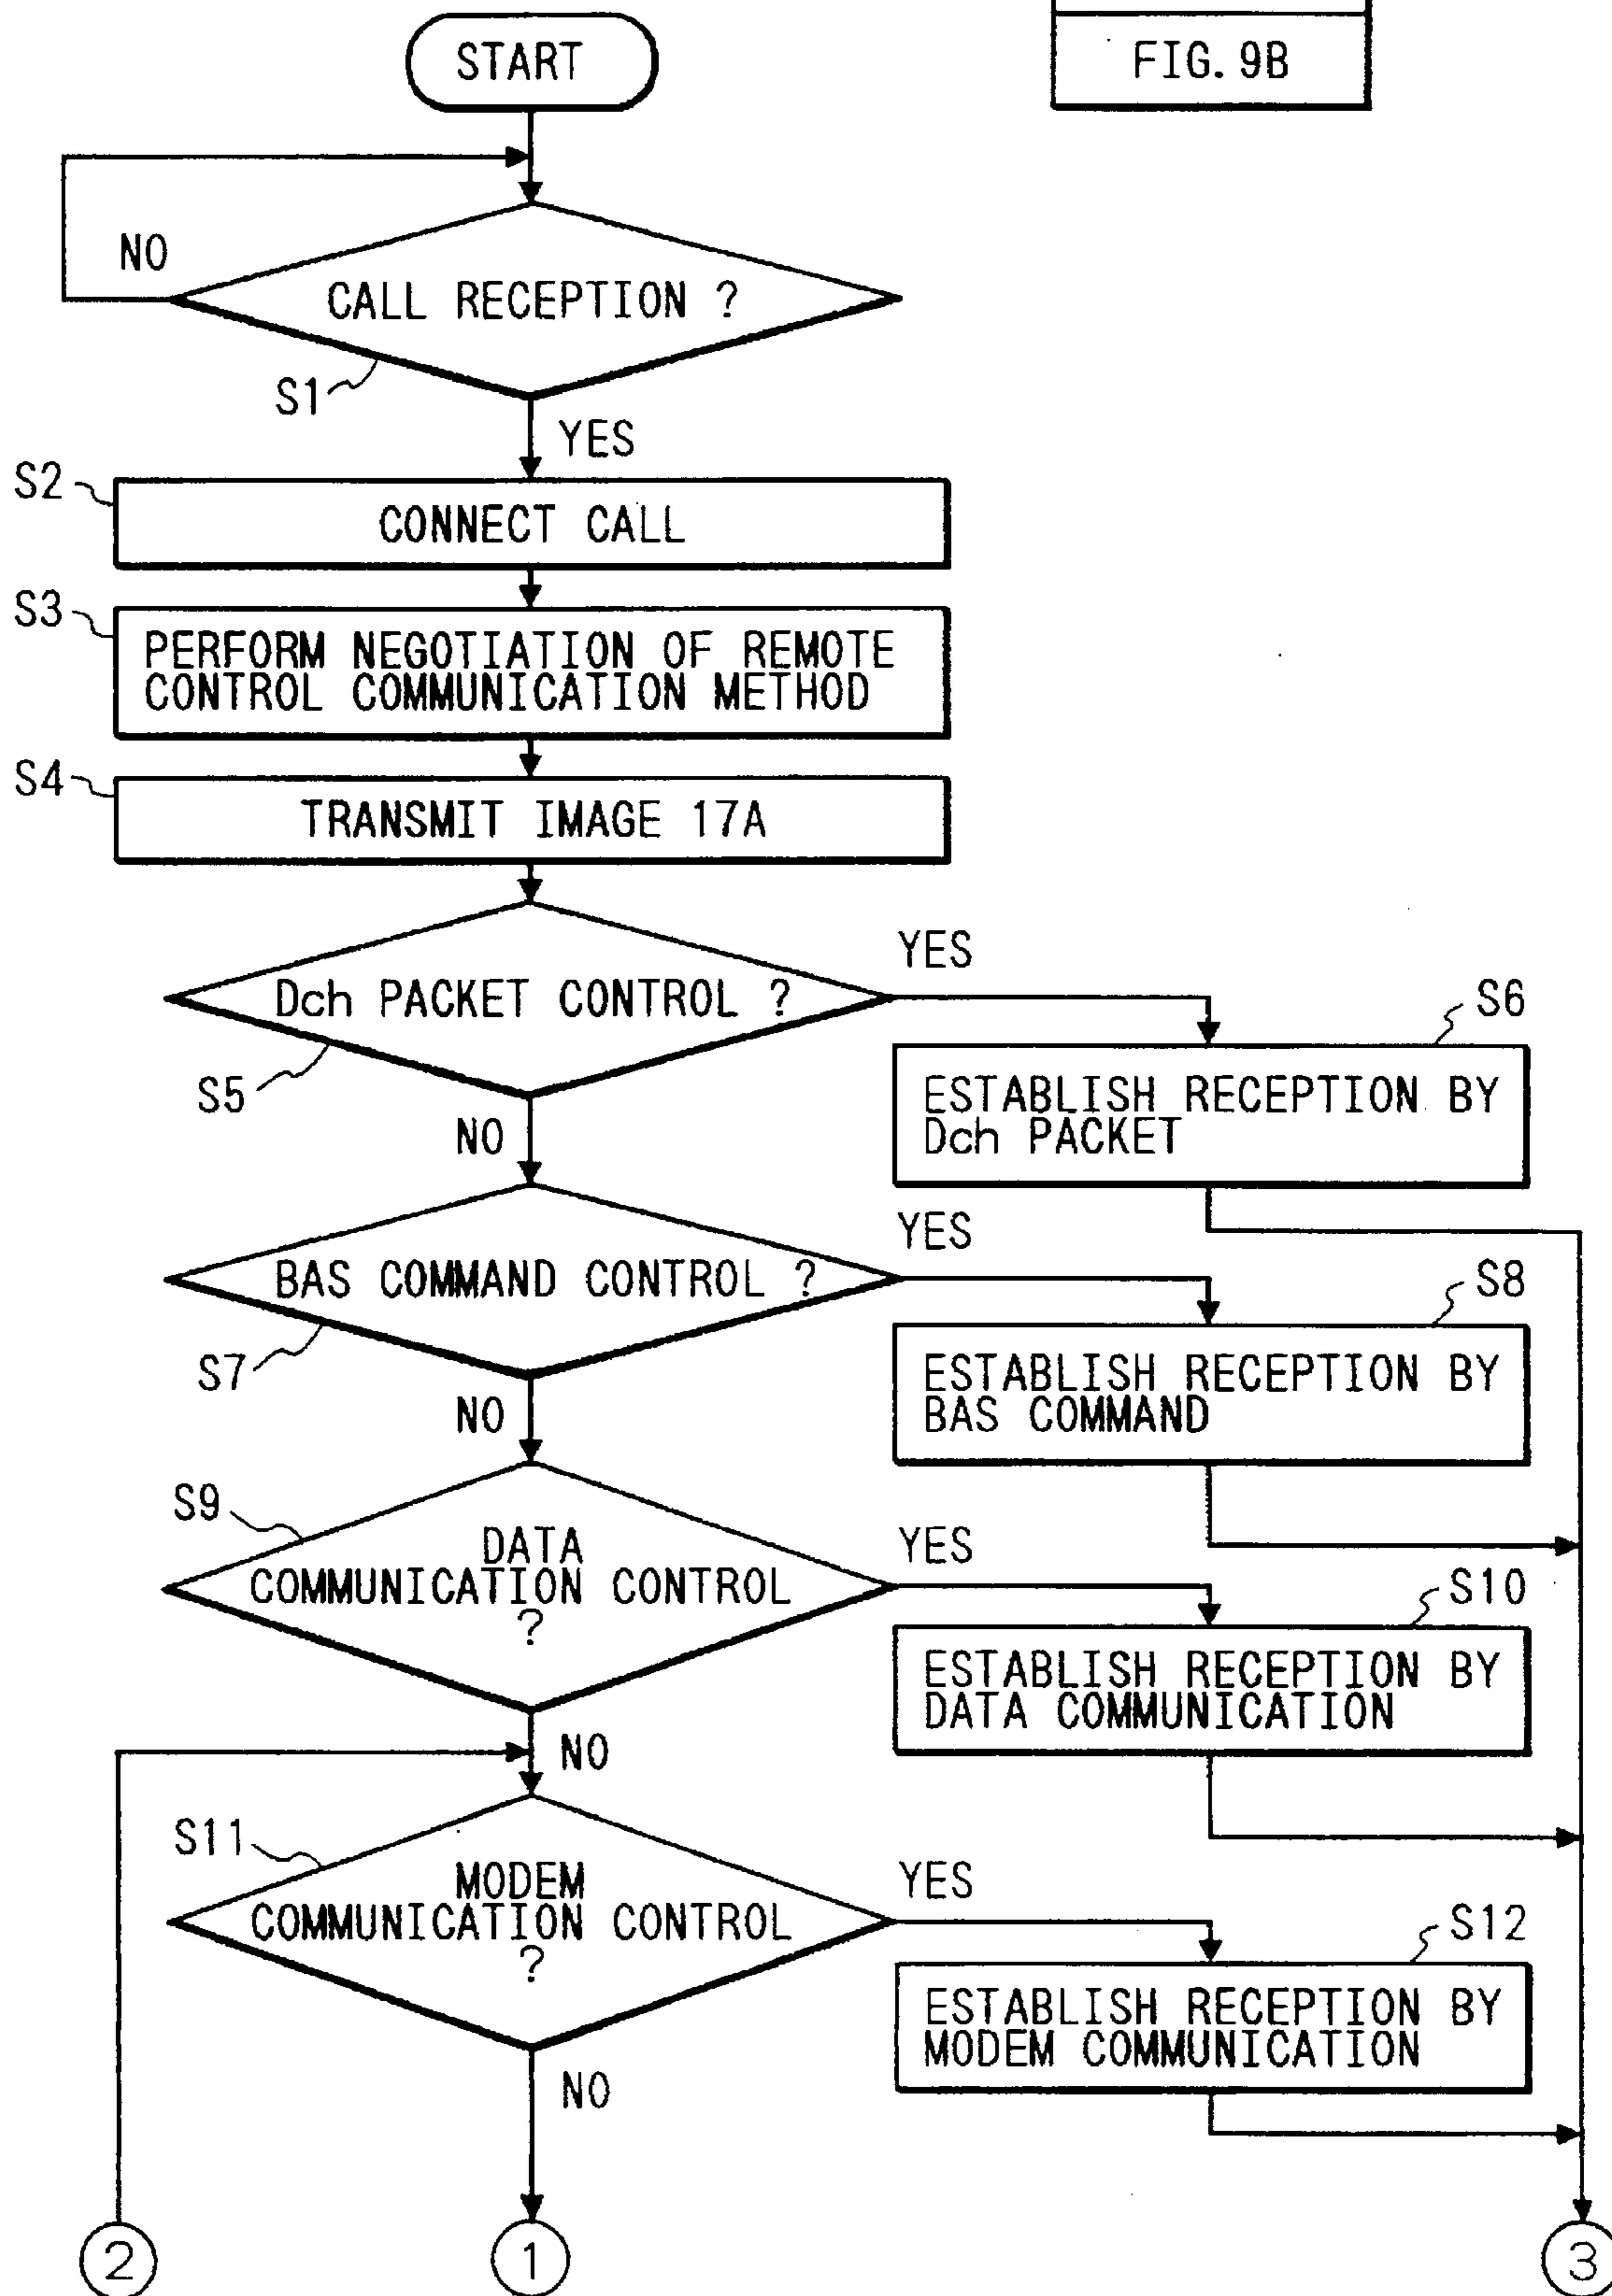 START
FIG. 9B
NO
CALL RECEPTION ?
S1
YES
S2
CONNECT CALL
S3
PERFORM NEGOTIATION OF REMOTE
CONTROL COMMUNICATION METHOD
S4
TRANSMIT IMAGE 17A
YES
Dch PACKET CONTROL ?
S6
S5
ESTABLISH RECEPTION BY
Dch PACKET
NO
YES
BAS COMMAND CONTROL ?
S8
S7
ESTABLISH RECEPTION BY
BAS COMMAND
NO
S9
DATA
COMMUNICATION CONTROL
?
YES
S10
ESTABLISH RECEPTION BY
DATA COMMUNICATION
NO
S11
MODEM
COMMUNICATION CONTROL
?
YES
S12
ESTABLISH RECEPTION BY
MODEM COMMUNICATION
NO
2
1
3